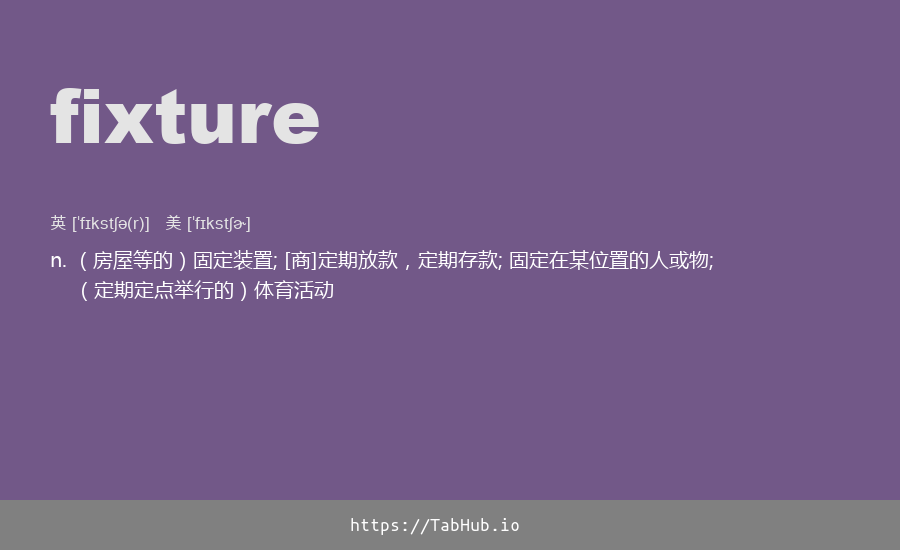 fixture
英 [ˈfɪkstʃə(r)] 美 [ˈfɪkstʃɚ]
n. （房屋等的）固定装置; [商]定期放款，定期存款; 固定在某位置的人或物;
（定期定点举行的）体育活动
https://TabHub.io